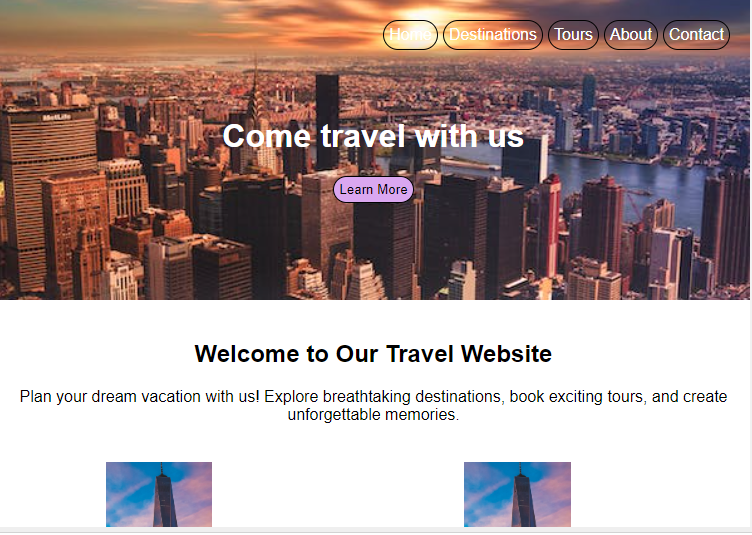 Home Destinations Tours About Contact
MetLife
Come travel with us
Learn More
Welcome to Our Travel Website
Plan your dream vacation with us! Explore breathtaking destinations, book exciting tours, and create
unforgettable memories.